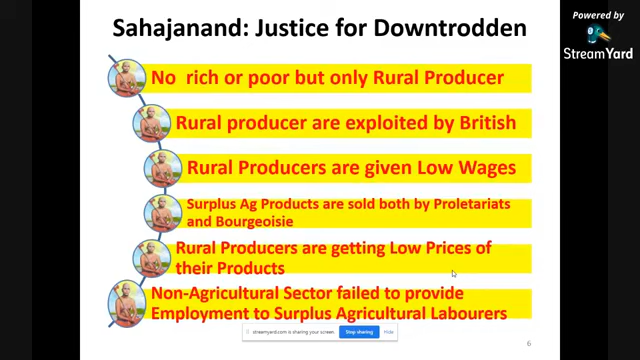 Sahajanand: Justice for Downtrodden
Powered by
StreamYard
No rich or poor but only Rural Producer
Rural producer are exploited by British
Rural Producers are given Low Wages
Surplus Ag Products are sold both by Proletariats
and Bourgeoisie
Rural Producers are getting Low Prices of
their Products
Non-Agricultural Sector failed to provide
Employment to Surplus Agricultural Labourers
streamyard.com is sharing your screen. Stop sharing Hide
6